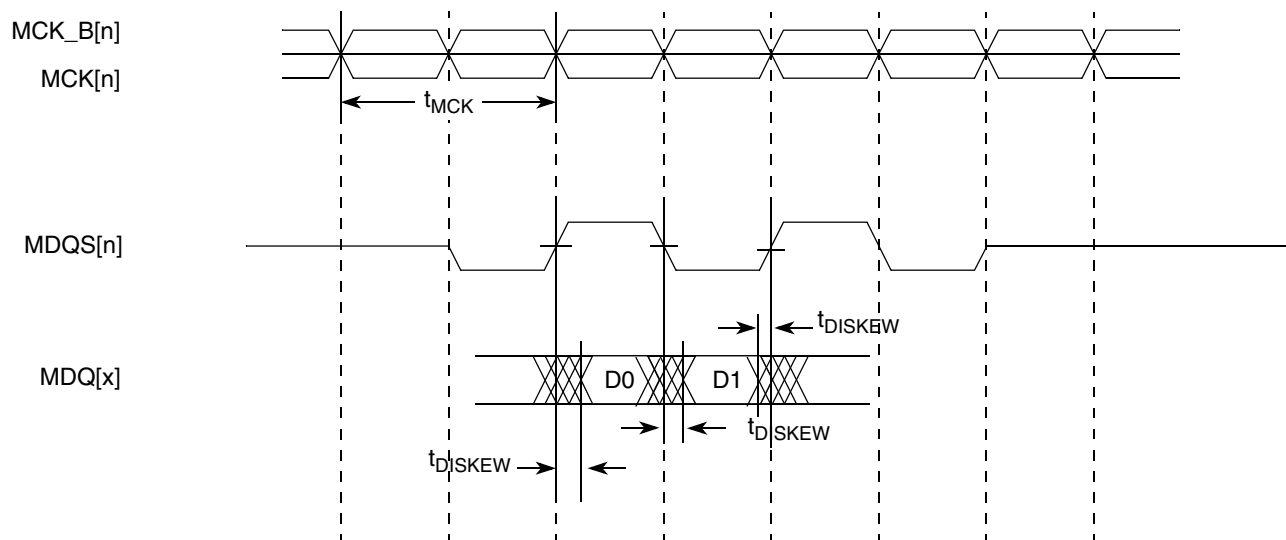 MCK_B[n]
MCK[n]
tMCK
MDQS[n]
tDISKEW
MDQ[x]
D0
D1
tDISKEW
tDISKEW